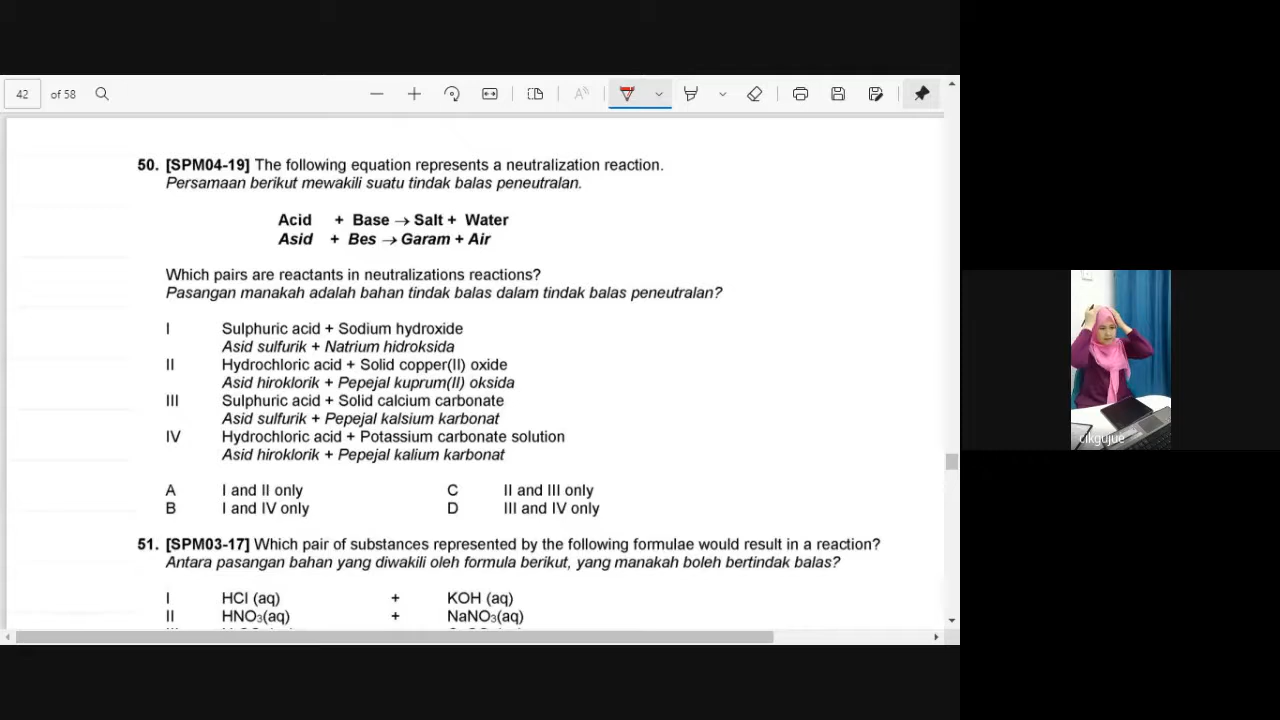 42 of 58
50. [SPM04-19] The following equation represents a neutralization reaction.
Persamaan berikut mewakili suatu tindak balas peneutralan.
Acid + Base → Salt + Water
Asid + Bes → Garam + Air
Which pairs are reactants in neutralizations reactions?
Pasangan manakah adalah bahan tindak balas dalam tindak balas peneutralan?
I Sulphuric acid + Sodium hydroxide
Asid sulfurik + Natrium hidroksida
II Hydrochloric acid + Solid copper(II) oxide
Asid hiroklorik + Pepejal kuprum(II) oksida
III Sulphuric acid + Solid calcium carbonate
Asid sulfurik + Pepejal kalsium karbonat
IV Hydrochloric acid + Potassium carbonate solution
Asid hiroklorik + Pepejal kalium karbonat
A I and II only C II and III only
B I and IV only D III and IV only
51. [SPM03-17] Which pair of substances represented by the following formulae would result in a reaction?
Antara pasangan bahan yang diwakili oleh formula berikut, yang manakah boleh bertindak balas?
I HCl (aq) + KOH (aq)
II HNO₃(aq) + NaNO₃(aq)
cikgujue